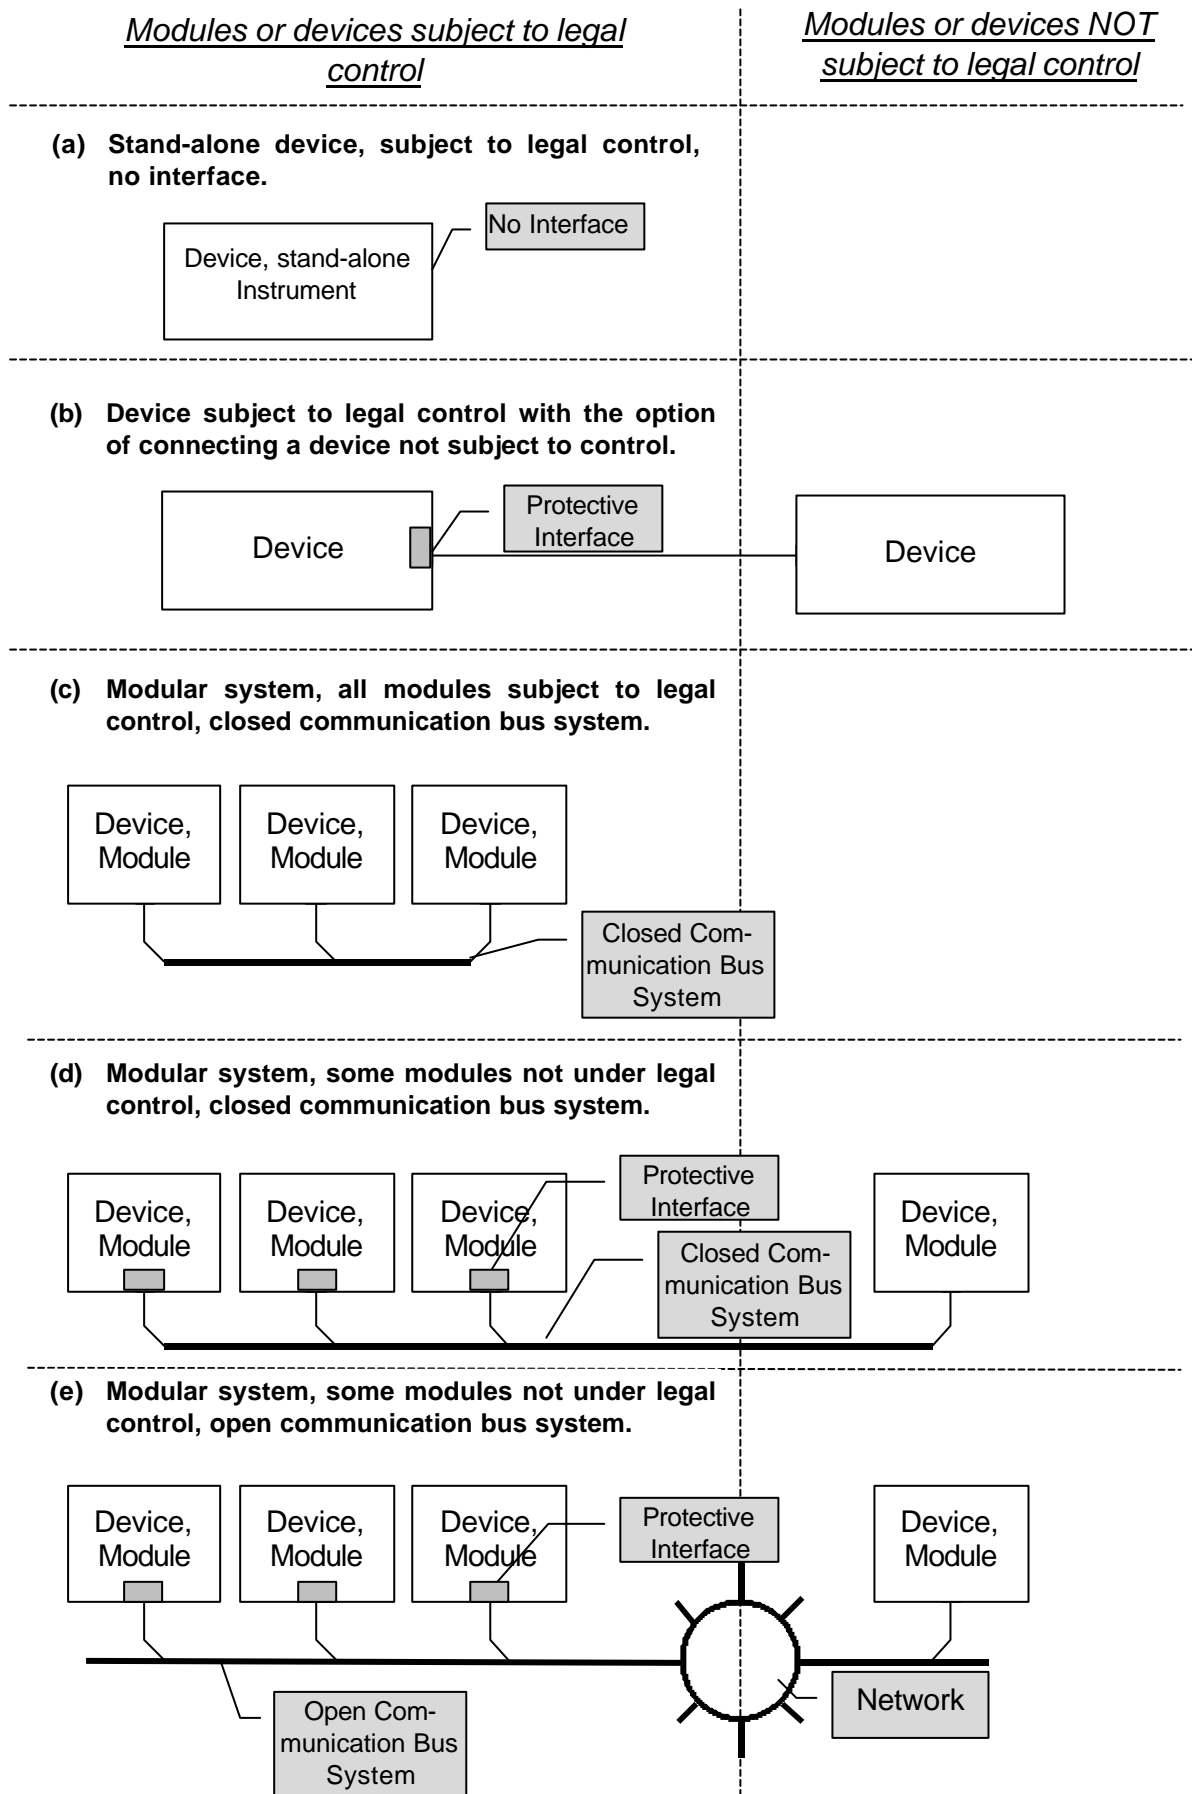 Modules or devices subject to legal
control
Modules or devices NOT
subject to legal control
(a) Stand-alone device, subject to legal control,
no interface.
No Interface
Device, stand-alone
Instrument
(b) Device subject to legal control with the option
of connecting a device not subject to control.
Protective
Interface
Device
Device
(c) Modular system, all modules subject to legal
control, closed communication bus system.
Device,
Module
Device,
Module
Device,
Module
Closed Com-
munication Bus
System
(d) Modular system, some modules not under legal
control, closed communication bus system.
Device,
Module
Device,
Module
Device,
Module
Protective
Interface
Closed Com-
munication Bus
System
Device,
Module
(e) Modular system, some modules not under legal
control, open communication bus system.
Device,
Module
Device,
Module
Device,
Module
Protective
Interface
Device,
Module
Network
Open Com-
munication Bus
System